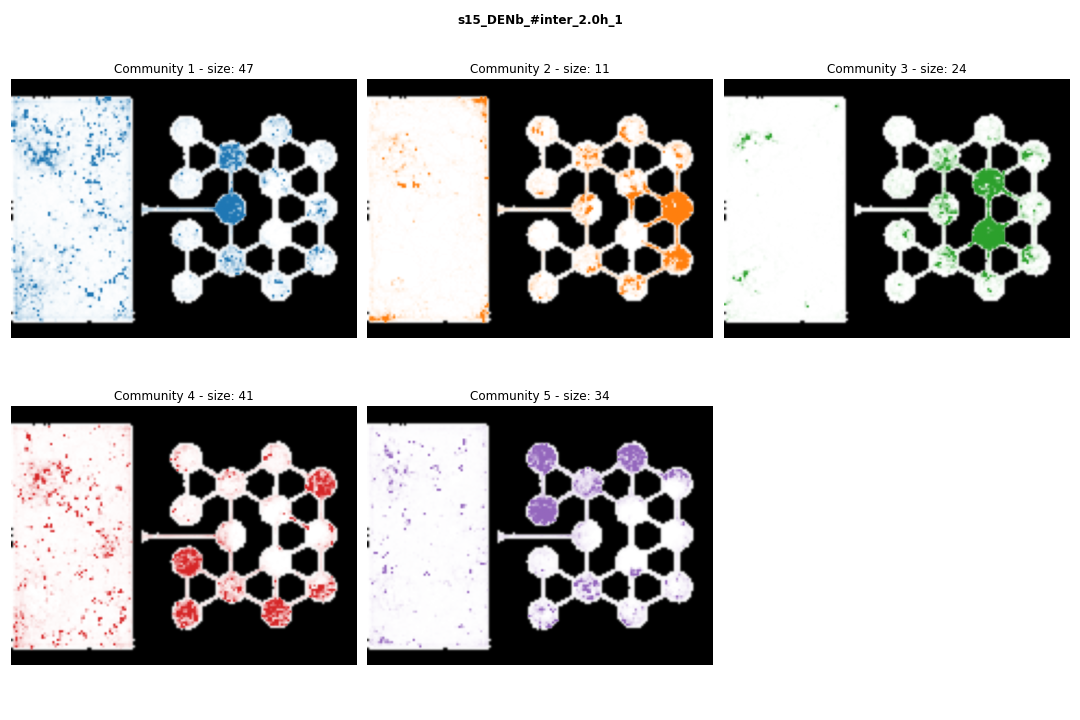 s15_DENb_#inter_2.0h_1
Community 1 - size: 47
Community 2 - size: 11
Community 3 - size: 24
Community 4 - size: 41
Community 5 - size: 34